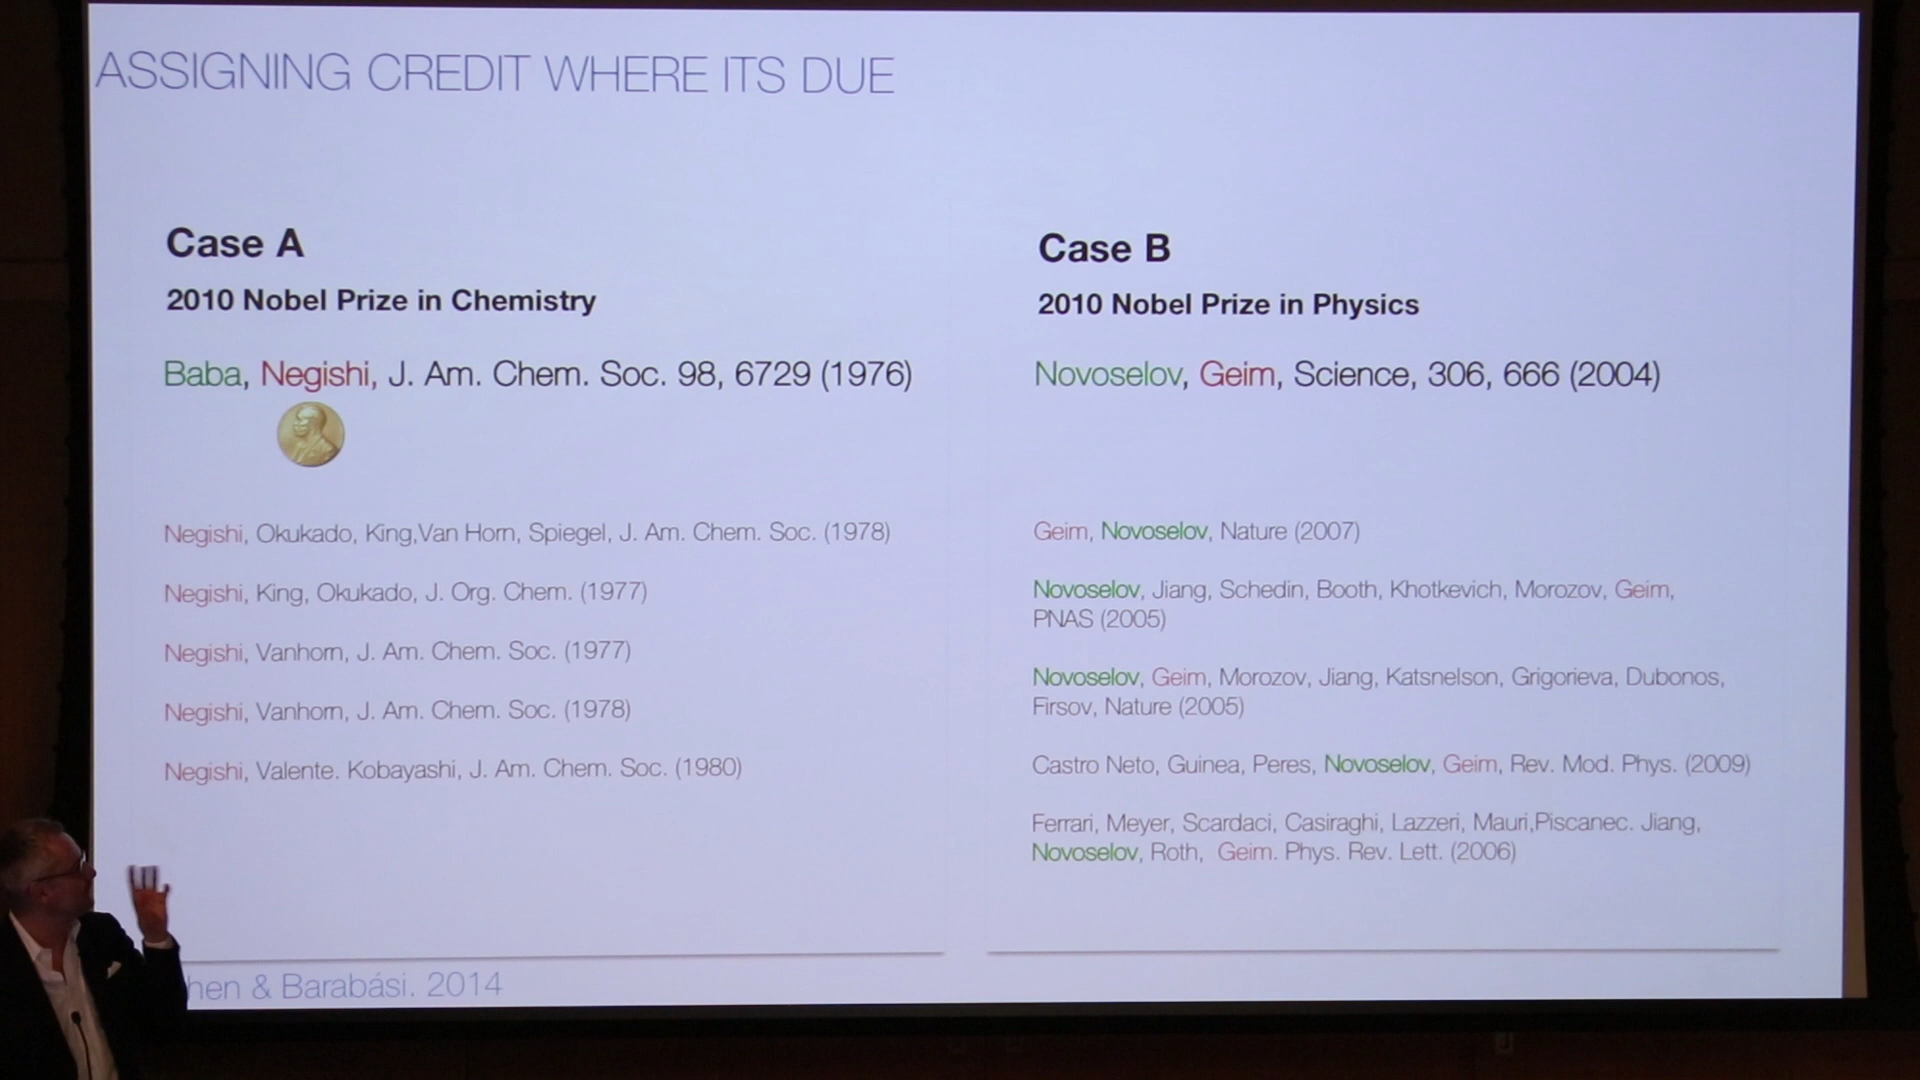 ASSIGNING CREDIT WHERE ITS DUE
Case A
2010 Nobel Prize in Chemistry
Baba, Negishi, J. Am. Chem. Soc. 98, 6729 (1976)
Negishi, Okukado, King,Van Horn, Spiegel, J. Am. Chem. Soc. (1978)
Negishi, King, Okukado, J. Org. Chem. (1977)
Negishi, Vanhorn, J. Am. Chem. Soc. (1977)
Negishi, Vanhorn, J. Am. Chem. Soc. (1978)
Negishi, Valente. Kobayashi, J. Am. Chem. Soc. (1980)
Case B
2010 Nobel Prize in Physics
Novoselov, Geim, Science, 306, 666 (2004)
Geim, Novoselov, Nature (2007)
Novoselov, Jiang, Schedin, Booth, Khotkevich, Morozov, Geim,
PNAS (2005)
Novoselov, Geim, Morozov, Jiang, Katsnelson, Grigorieva, Dubonos,
Firsov, Nature (2005)
Castro Neto, Guinea, Peres, Novoselov, Geim, Rev. Mod. Phys. (2009)
Ferrari, Meyer, Scardaci, Casiraghi, Lazzeri, Mauri,Piscanec. Jiang,
Novoselov, Roth, Geim. Phys. Rev. Lett. (2006)
hen & Barabási. 2014